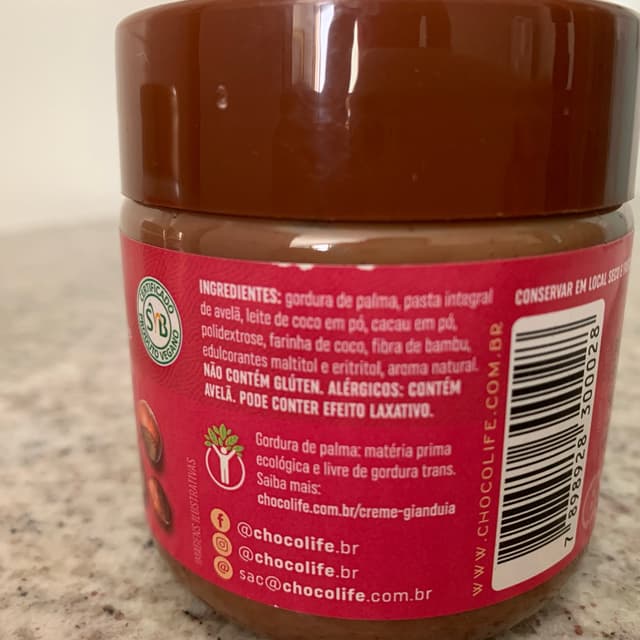 INGREDIENTES: gordura de palma, pasta integral
de avelã, leite de coco em pó, cacau em pó,
polidextrose, farinha de coco, fibra de bambu,
edulcorantes maltitol e eritritol, aroma natural.
NÃO CONTÉM GLÚTEN. ALÉRGICOS: CONTÉM
AVELÃ. PODE CONTER EFEITO LAXATIVO.
CERTIFICADO
SVB
PRODUTO VEGANO
Gordura de palma: matéria prima
ecológica e livre de gordura trans.
Saiba mais:
chocolife.com.br/creme-gianduia
@chocolife.br
@chocolife.br
sac@chocolife.com.br
IMAGENS ILUSTRATIVAS
WWW.CHOCOLIFE.COM.BR
CONSERVAR EM LOCAL SECO E
7 898928 300028